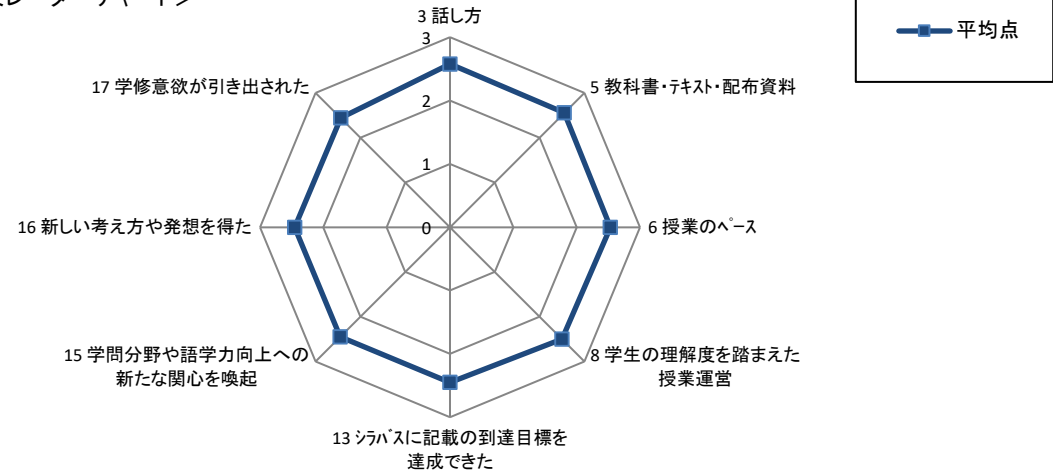 3 話し方
平均点
3
17 学修意欲が引き出された
5 教科書・ﾃｷｽﾄ・配布資料
2
1
16 新しい考え方や発想を得た
0
6 授業のﾍﾟｰｽ
15 学問分野や語学力向上への
新たな関心を喚起
8 学生の理解度を踏まえた
授業運営
13 ｼﾗﾊﾞｽに記載の到達目標を
達成できた